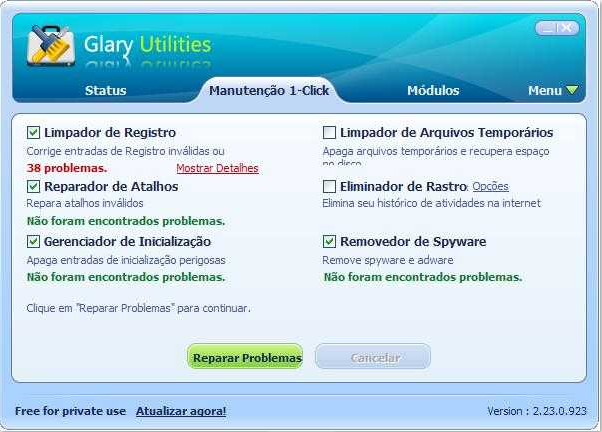 Glary Utilities
Status
Manutenção 1-Click
Módulos
Menu
Limpador de Registro
Corrige entradas de Registro inválidas ou
38 problemas.
Mostrar Detalhes
Limpador de Arquivos Temporários
Apaga arquivos temporários e recupera espaço
no disco
Reparador de Atalhos
Repara atalhos inválidos
Não foram encontrados problemas.
Eliminador de Rastro: Opções
Elimina seu histórico de atividades na internet
Gerenciador de Inicialização
Apaga entradas de inicialização perigosas
Não foram encontrados problemas.
Removedor de Spyware
Remove spyware e adware
Não foram encontrados problemas.
Clique em "Reparar Problemas" para continuar.
Reparar Problemas
Cancelar
Free for private use
Atualizar agora!
Version : 2.23.0.923